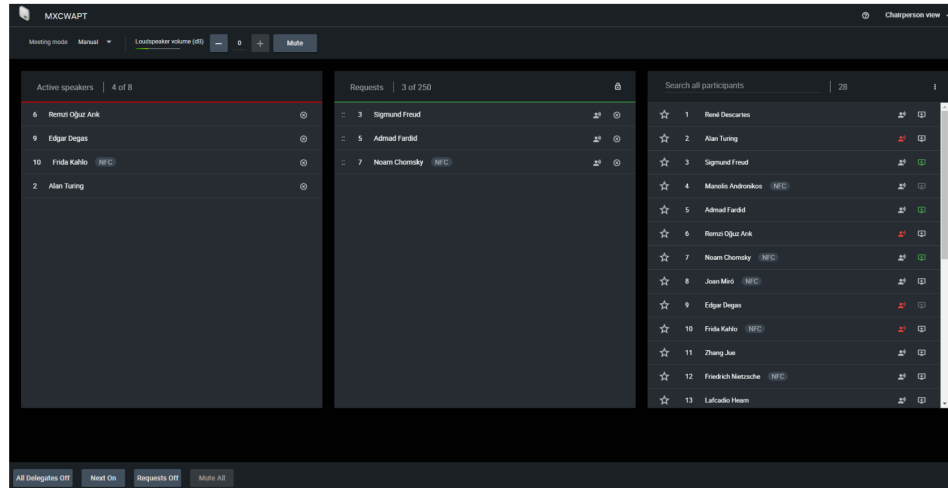 MXCWAPT
Chairperson view
Meeting mode Manual Loudspeaker volume (dB) 0 Mute
Active speakers 4 of 8
6 Remzi Oğuz Arık
9 Edgar Degas
10 Frida Kahlo NFC
2 Alan Turing
Requests 3 of 250
3 Sigmund Freud
5 Admad Fardid
7 Noam Chomsky NFC
Search all participants 28
1 René Descartes
2 Alan Turing
3 Sigmund Freud
4 Manolis Andronikos NFC
5 Admad Fardid
6 Remzi Oğuz Arık
7 Noam Chomsky NFC
8 Joan Miró NFC
9 Edgar Degas
10 Frida Kahlo NFC
11 Zhang Jue
12 Friedrich Nietzsche NFC
13 Lafcadio Hearn
All Delegates Off Next On Requests Off Mute All